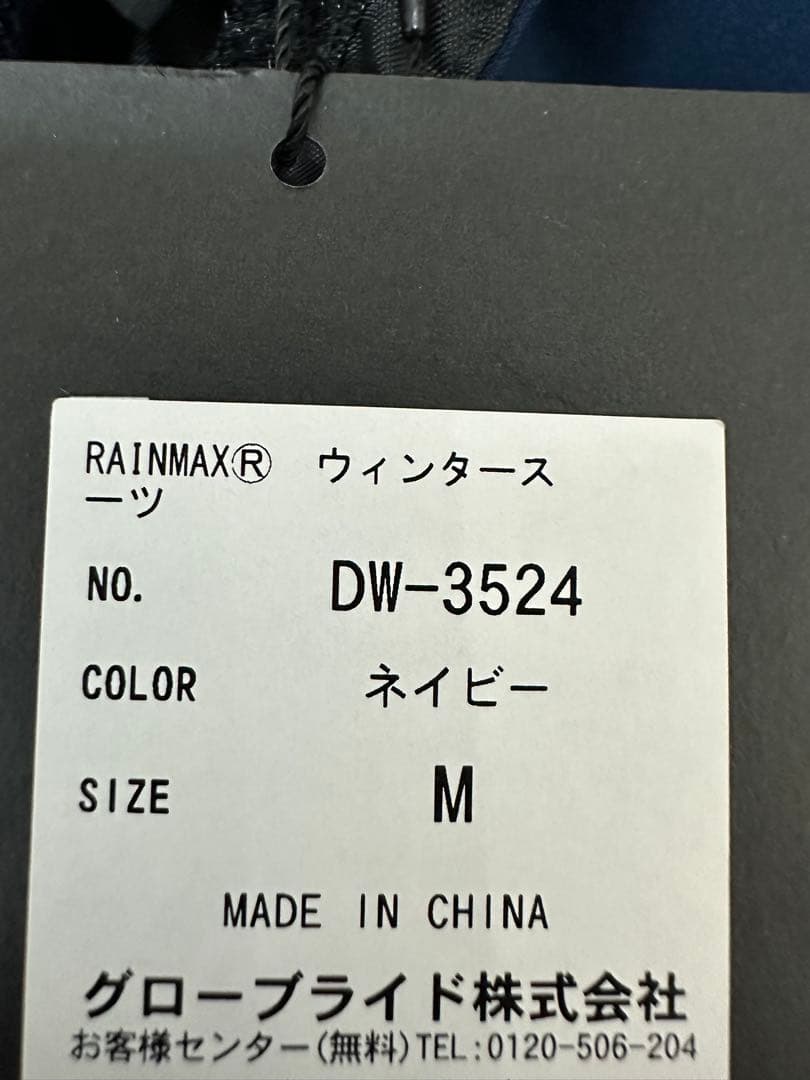 RAINMAX® ウィンタース
ーツ
NO. DW-3524
COLOR ネイビー
SIZE M
MADE IN CHINA
グローブライド株式会社
お客様センター(無料)TEL:0120-506-204